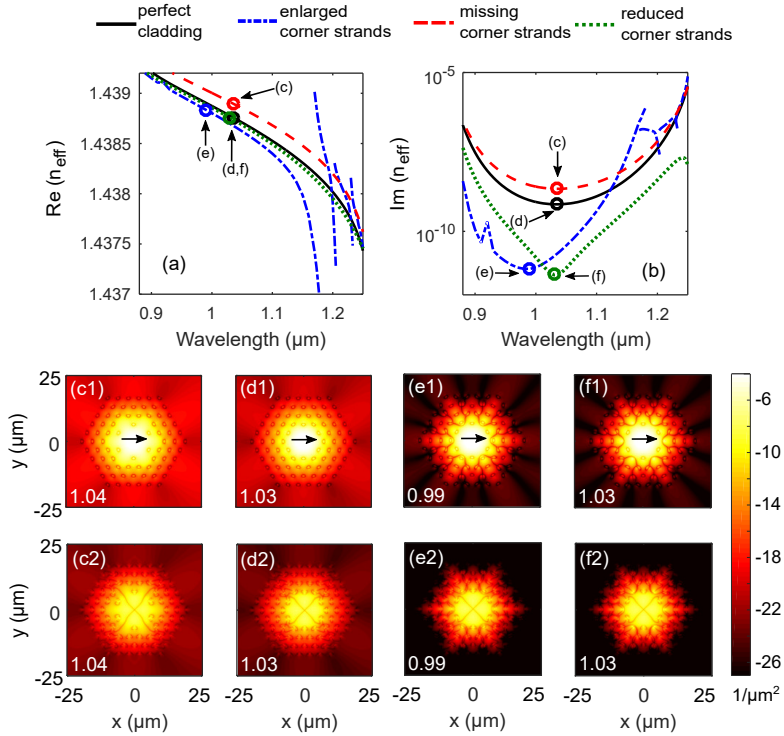 perfect cladding
enlarged corner strands
missing corner strands
reduced corner strands
1.439
1.4385
1.438
1.4375
1.437
Re (n_eff)
(c)
(e)
(d,f)
(a)
0.9 1 1.1 1.2
Wavelength (µm)
10^-5
10^-10
Im (n_eff)
(c)
(d)
(e)
(f)
(b)
0.9 1 1.1 1.2
Wavelength (µm)
25
0
-25
y (µm)
(c1)
1.04
(d1)
1.03
(e1)
0.99
(f1)
1.03
25
0
-25
y (µm)
(c2)
1.04
(d2)
1.03
(e2)
0.99
(f2)
1.03
-25 0 25
x (µm)
-25 0 25
x (µm)
-25 0 25
x (µm)
-25 0 25
x (µm)
-6
-10
-14
-18
-22
-26
1/µm²